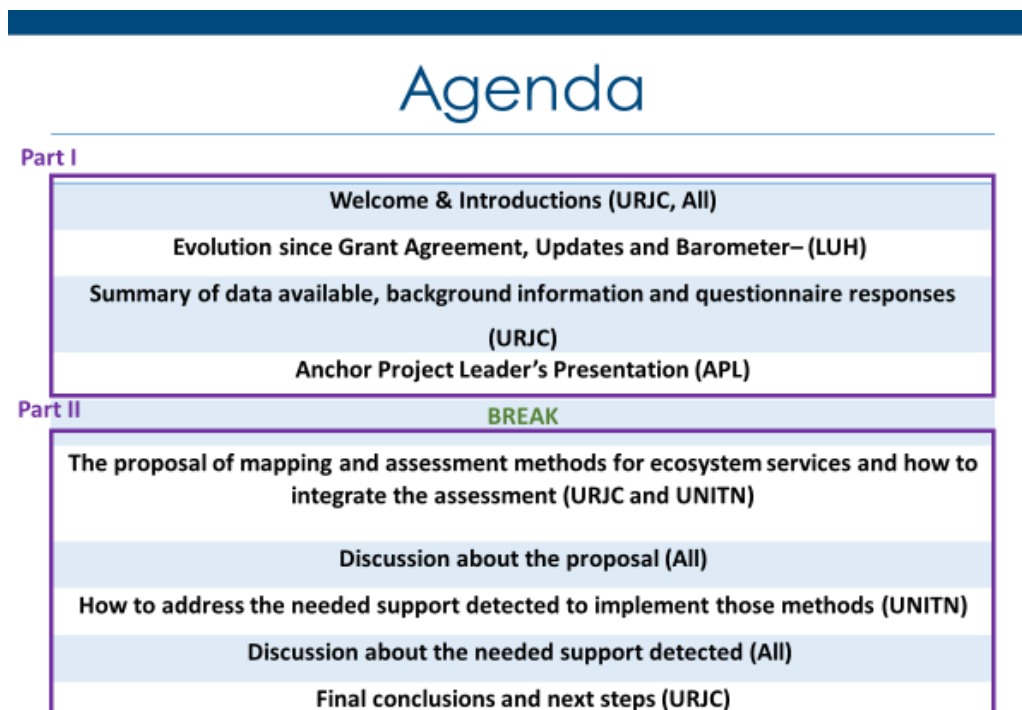 Agenda
Part I
Welcome & Introductions (URJC, All)
Evolution since Grant Agreement, Updates and Barometer– (LUH)
Summary of data available, background information and questionnaire responses
(URJC)
Anchor Project Leader's Presentation (APL)
Part II
BREAK
The proposal of mapping and assessment methods for ecosystem services and how to
integrate the assessment (URJC and UNITN)
Discussion about the proposal (All)
How to address the needed support detected to implement those methods (UNITN)
Discussion about the needed support detected (All)
Final conclusions and next steps (URJC)